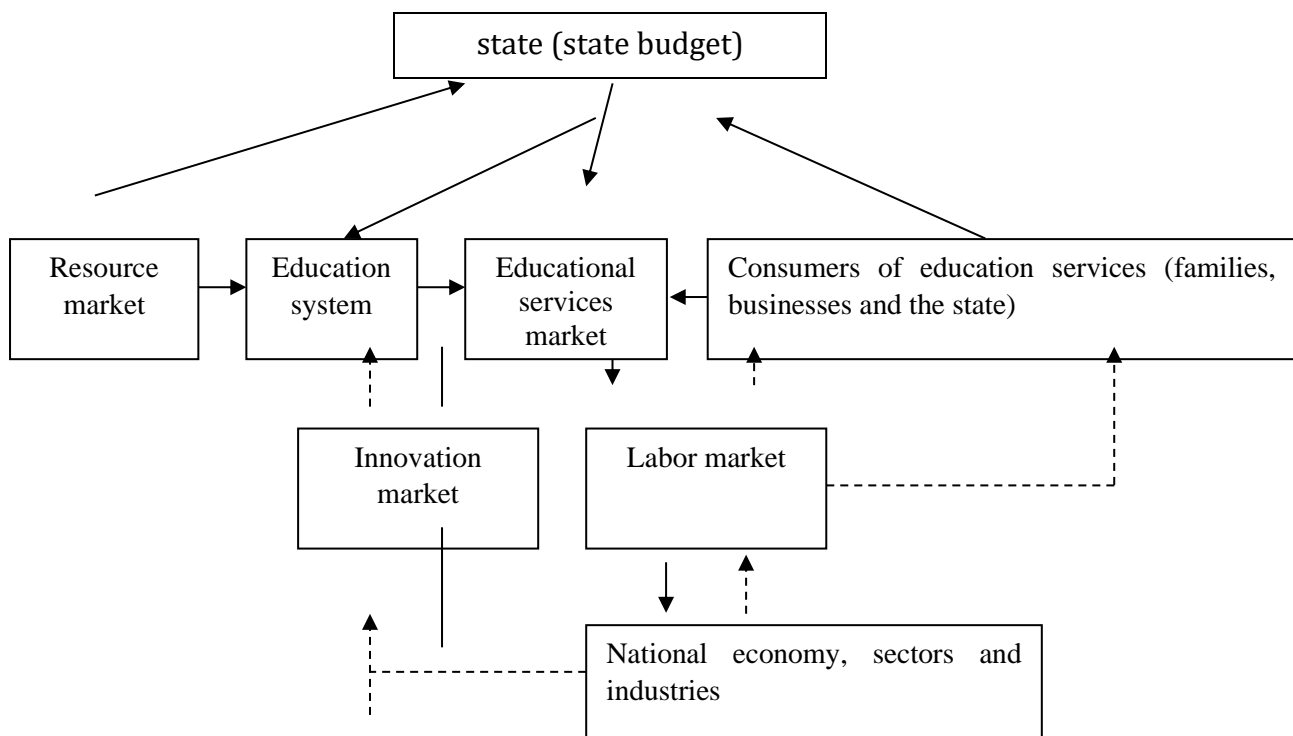 state (state budget)
Resource
market
Education
system
Educational
services
market
Consumers of education services (families,
businesses and the state)
Innovation
market
Labor market
National economy, sectors and
industries